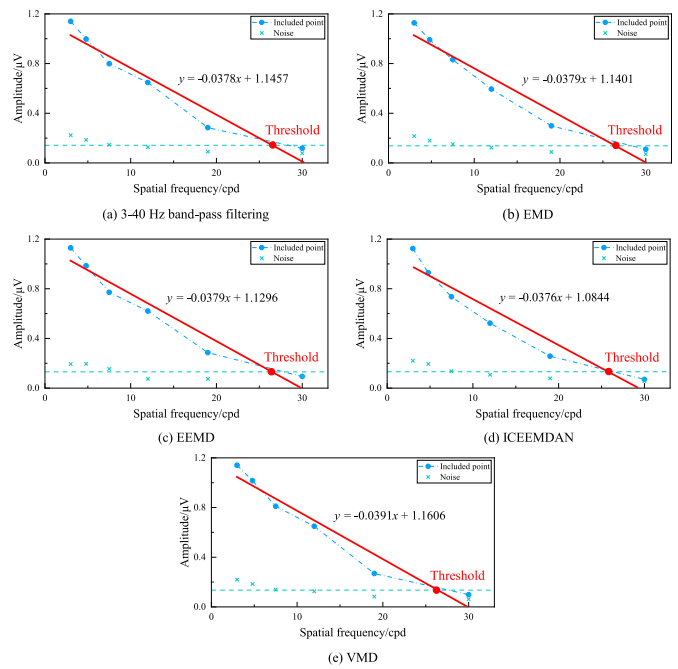 1.2
0.8
0.4
0.0
Amplitude/μV
Included point
Noise
y = -0.0378x + 1.1457
Threshold
0 10 20 30
Spatial frequency/cpd
(a) 3-40 Hz band-pass filtering
1.2
0.8
0.4
0.0
Amplitude/μV
Included point
Noise
y = -0.0379x + 1.1401
Threshold
0 10 20 30
Spatial frequency/cpd
(b) EMD
1.2
0.8
0.4
0.0
Amplitude/μV
Included point
Noise
y = -0.0379x + 1.1296
Threshold
0 10 20 30
Spatial frequency/cpd
(c) EEMD
1.2
0.8
0.4
0.0
Amplitude/μV
Included point
Noise
y = -0.0376x + 1.0844
Threshold
0 10 20 30
Spatial frequency/cpd
(d) ICEEMDAN
1.2
0.8
0.4
0.0
Amplitude/μV
Included point
Noise
y = -0.0391x + 1.1606
Threshold
0 10 20 30
Spatial frequency/cpd
(e) VMD